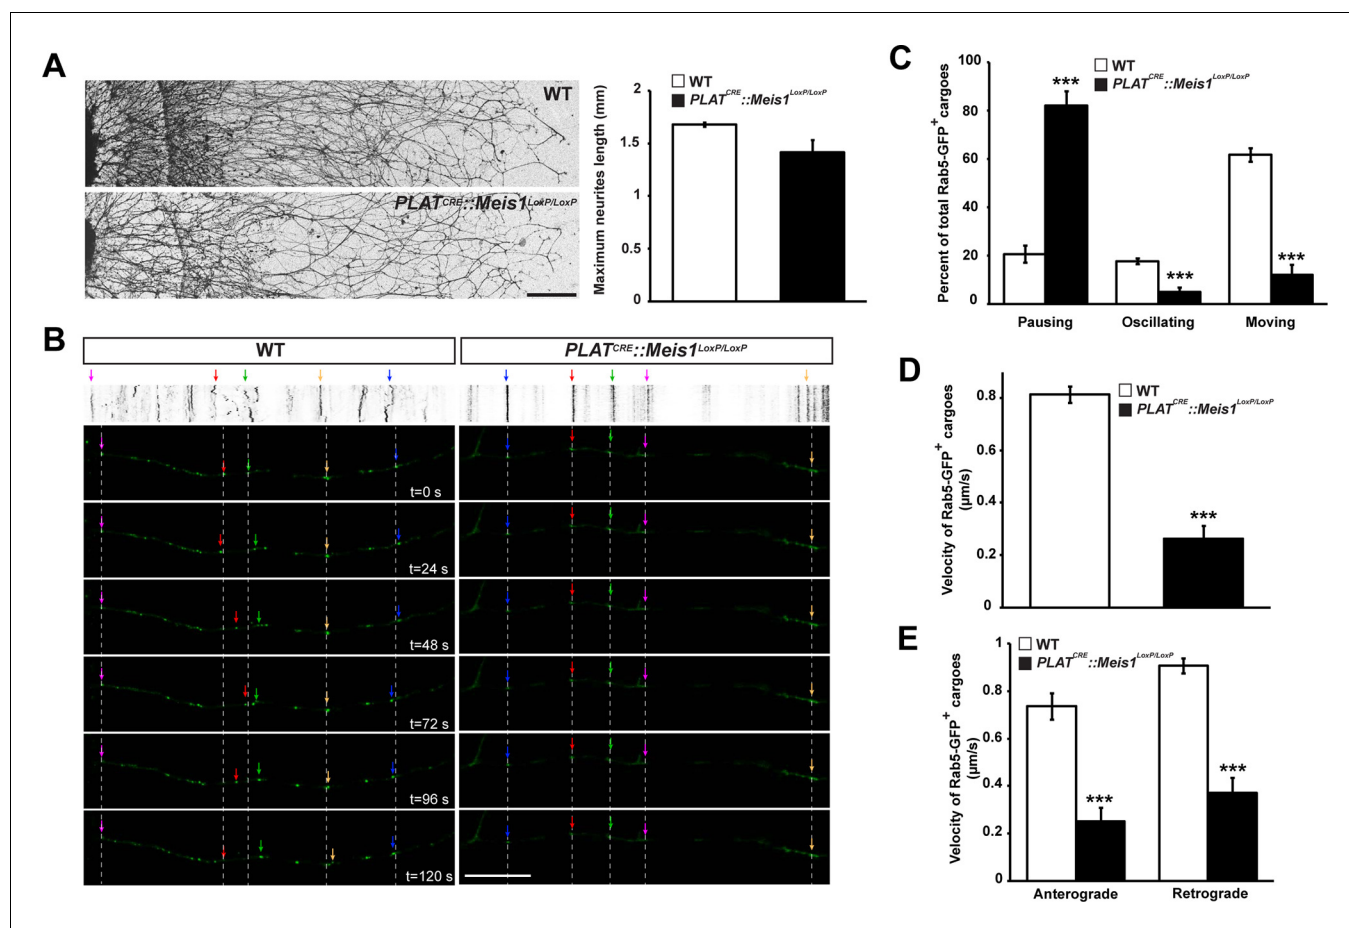 A
WT
PLATCRE::Meis1LoxP/LoxP
WT
PLATCRE::Meis1LoxP/LoxP
Maximum neurites length (mm)
2
1.5
1
0.5
0
B
WT
PLATCRE::Meis1LoxP/LoxP
t=0 s
t=24 s
t=48 s
t=72 s
t=96 s
t=120 s
C
WT
PLATCRE::Meis1LoxP/LoxP
Percent of total Rab5-GFP+ cargoes
100
80
60
40
20
0
***
***
***
Pausing
Oscillating
Moving
D
WT
PLATCRE::Meis1LoxP/LoxP
Velocity of Rab5-GFP+ cargoes
(µm/s)
0.8
0.6
0.4
0.2
0
***
E
WT
PLATCRE::Meis1LoxP/LoxP
Velocity of Rab5-GFP+ cargoes
(µm/s)
1
0.8
0.6
0.4
0.2
0
***
***
Anterograde
Retrograde